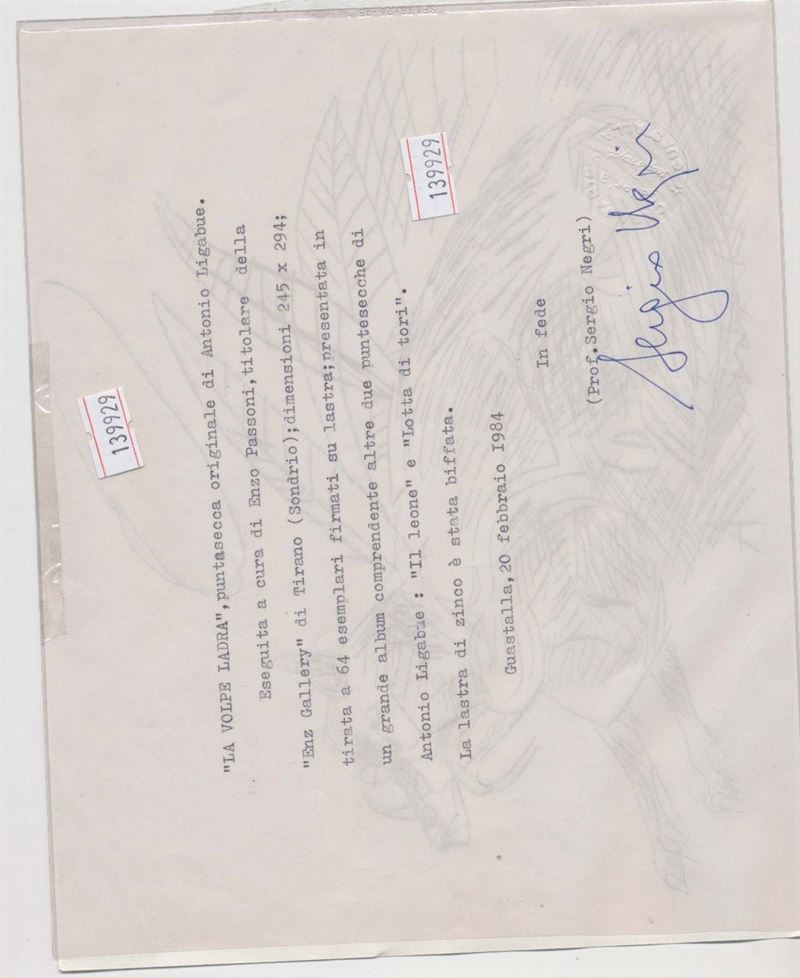 "LA VOLPE LADRA",puntasecca originale di Antonio Ligabue.
Eseguita a cura di Enzo Passoni,titolare della
"Enz Gallery" di Tirano (Sondrio);dimensioni 245 x 294;
tirata a 64 esemplari firmati su lastra;presentata in
un grande album comprendente altre due puntesecche di
Antonio Ligabue : "Il leone" e "Lotta di tori".
La lastra di zinco è stata biffata.
Guastalla,20 febbraio I984
In fede
(Prof.Sergio Negri)
Sergio Negri
139929
139929